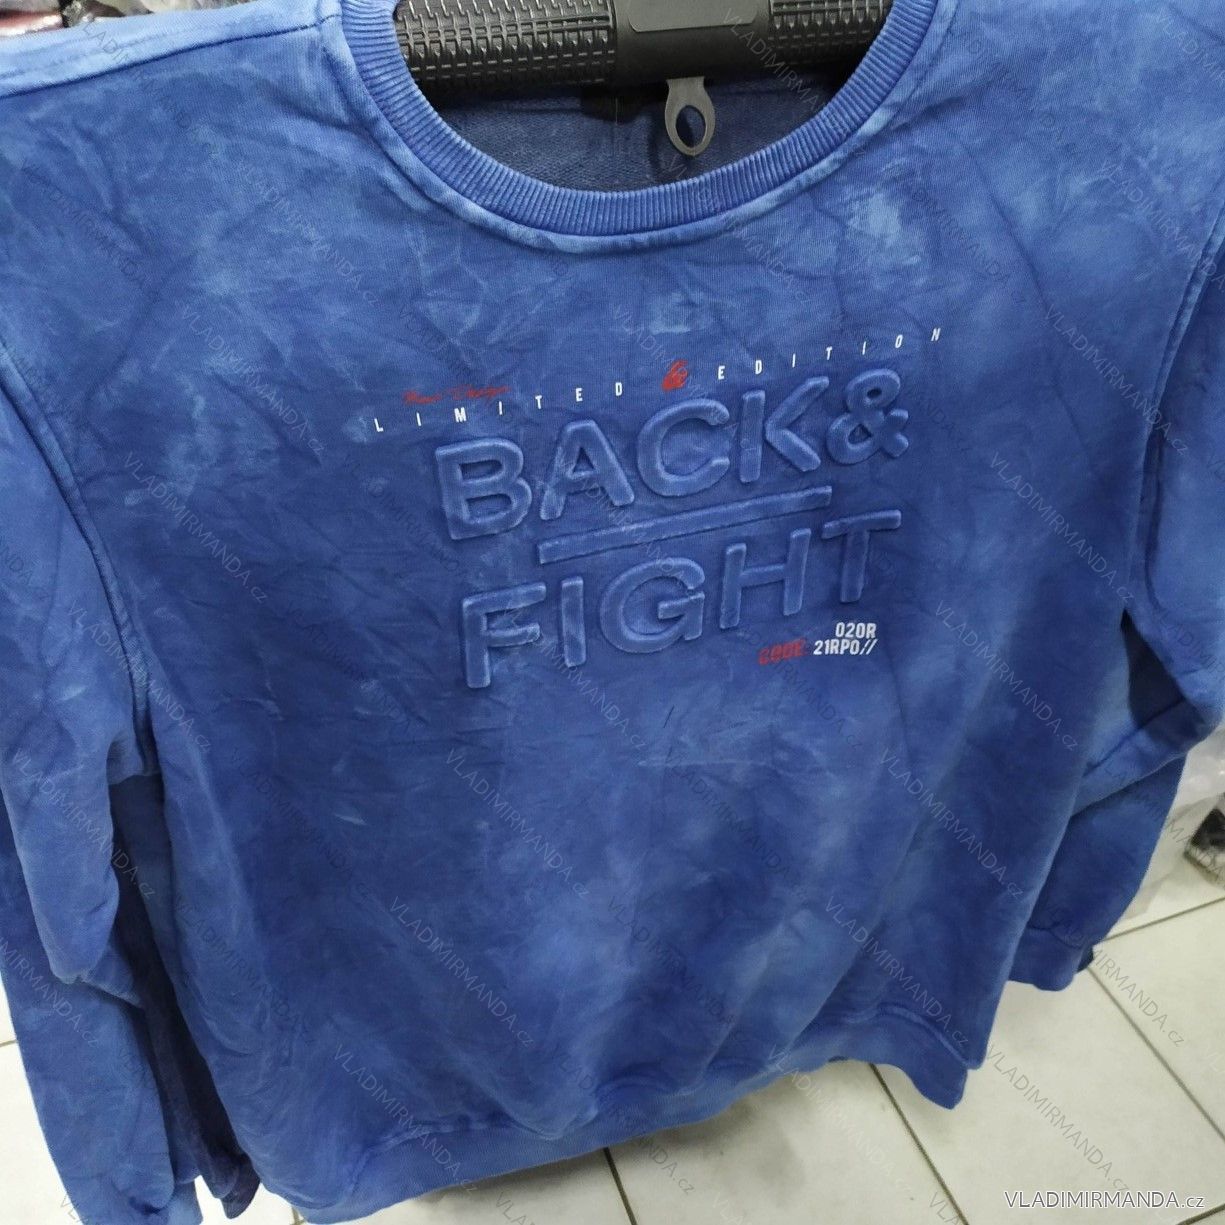 LIMITED & EDITION
BACK&
FIGHT
020R
CODE: 21RPO//
VLADIMIRMANDA.cz